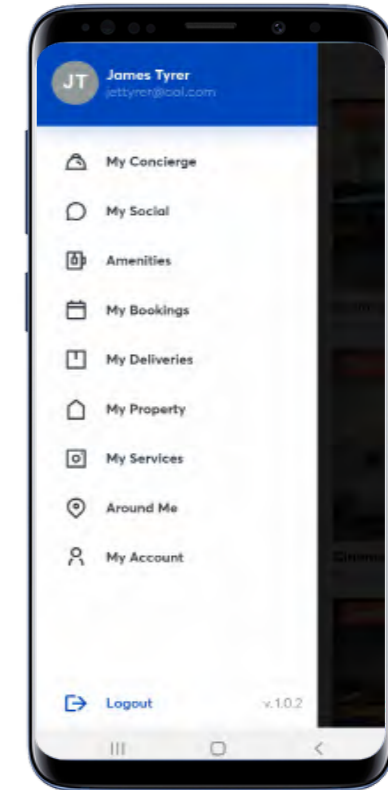 JT
James Tyrer
jettyrer@aol.com
My Concierge
My Social
Amenities
My Bookings
My Deliveries
My Property
My Services
Around Me
My Account
Logout
v.1.0.2